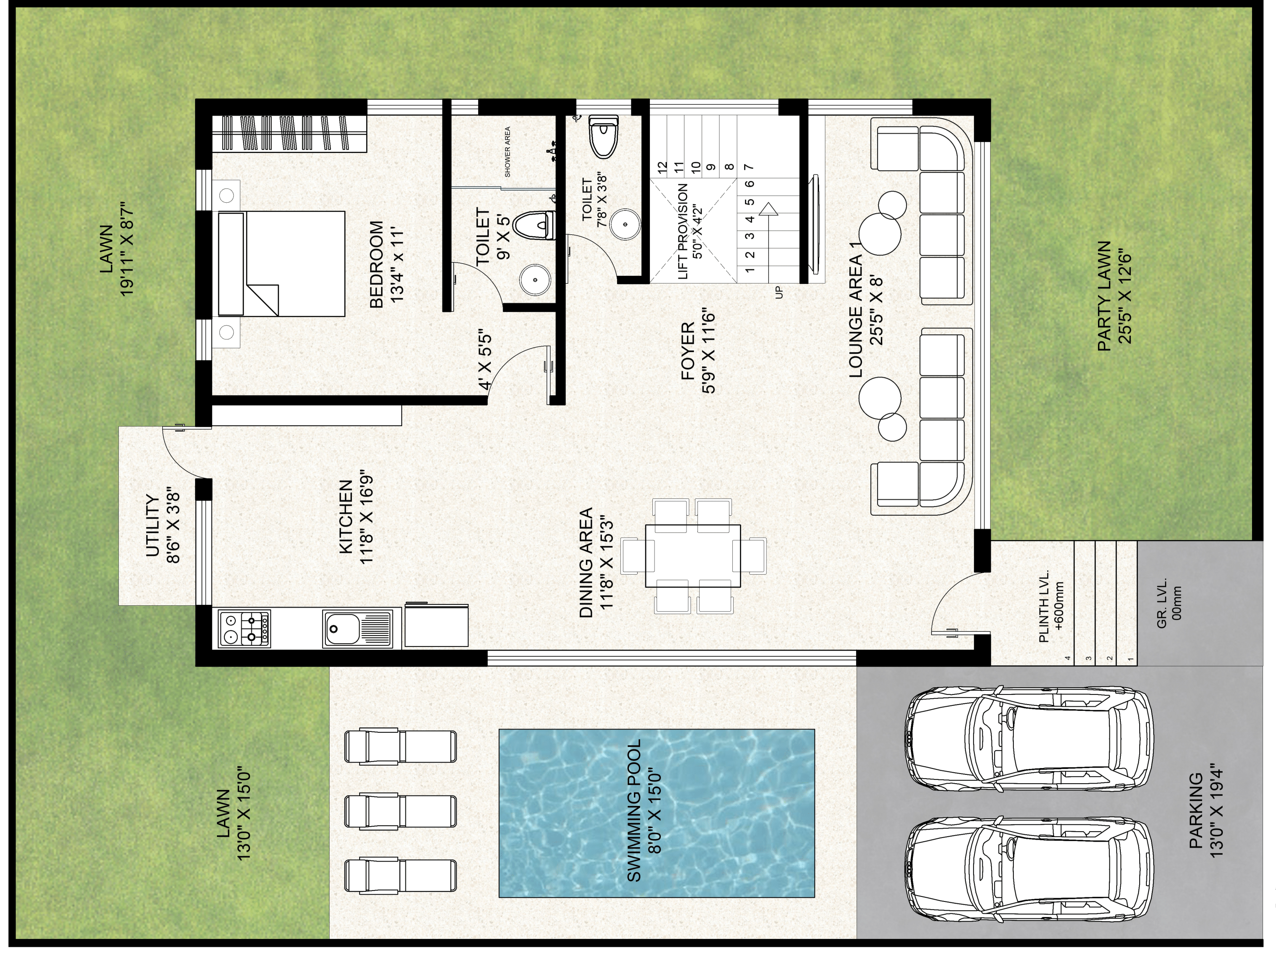 LAWN
19'11" X 8'7"
UTILITY
8'6" X 3'8"
BEDROOM
13'4" x 11'
4' X 5'5"
SHOWER AREA
TOILET
9' X 5'
TOILET
7'8" X 3'8"
LIFT PROVISION
5'0" X 4'2"
12
11
10
9
8
7
1 2 3 4 5 6
UP
FOYER
5'9" X 11'6"
LOUNGE AREA 1
25'5" X 8'
PARTY LAWN
25'5" X 12'6"
KITCHEN
11'8" X 16'9"
DINING AREA
11'8" X 15'3"
PLINTH LVL.
+600mm
4
3
2
1
GR. LVL.
00mm
LAWN
13'0" X 15'0"
SWIMMING POOL
8'0" X 15'0"
PARKING
13'0" X 19'4"